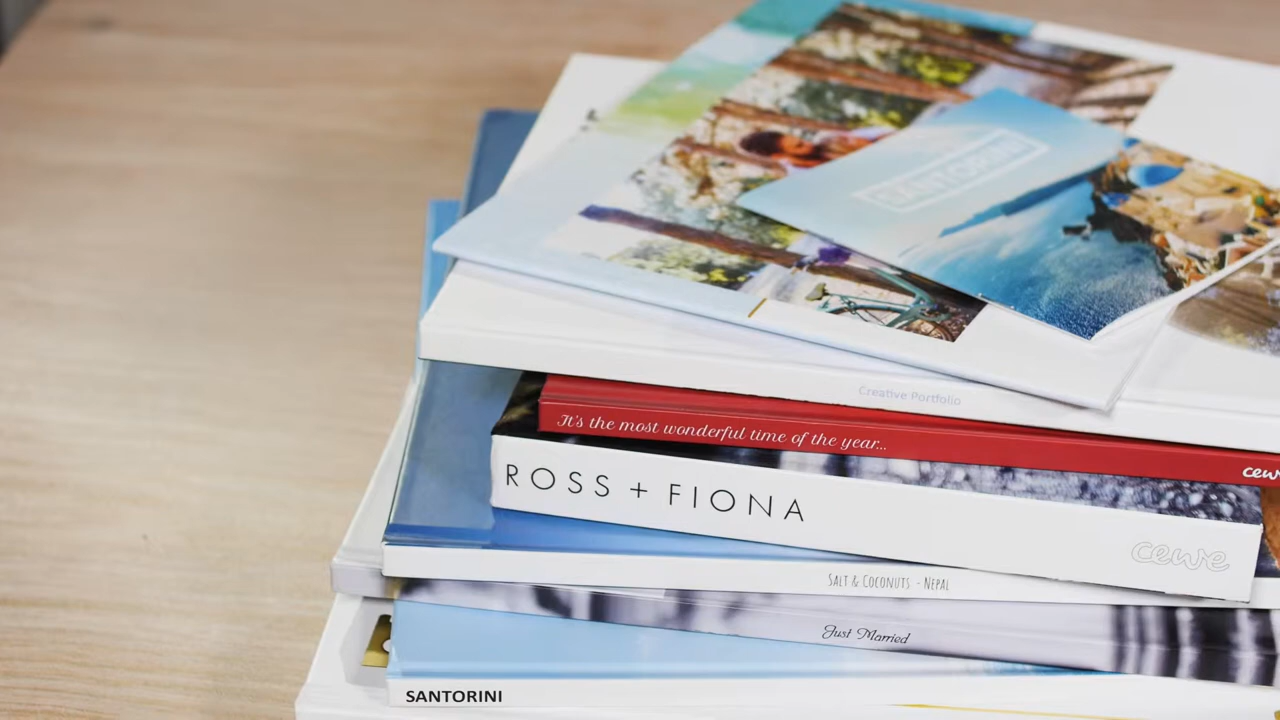 SANTORINI
Creative Portfolio
It's the most wonderful time of the year...
cewe
ROSS + FIONA
cewe
SALT & COCONUTS - NEPAL
Just Married
SANTORINI